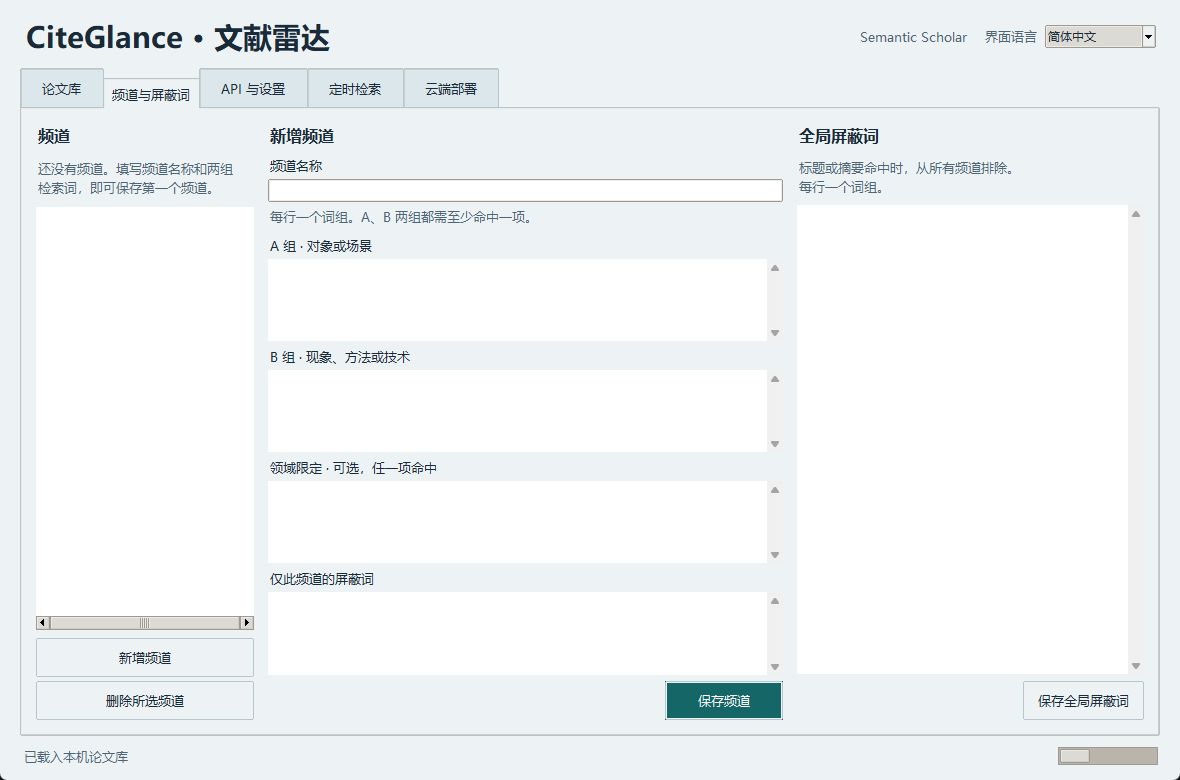 CiteGlance • 文献雷达
Semantic Scholar 界面语言 简体中文
论文库 频道与屏蔽词 API 与设置 定时检索 云端部署
频道
还没有频道。填写频道名称和两组
检索词，即可保存第一个频道。
新增频道
删除所选频道
新增频道
频道名称
每行一个词组。A、B 两组都需至少命中一项。
A 组 · 对象或场景
B 组 · 现象、方法或技术
领域限定 · 可选，任一项命中
仅此频道的屏蔽词
保存频道
全局屏蔽词
标题或摘要命中时，从所有频道排除。
每行一个词组。
保存全局屏蔽词
已载入本机论文库